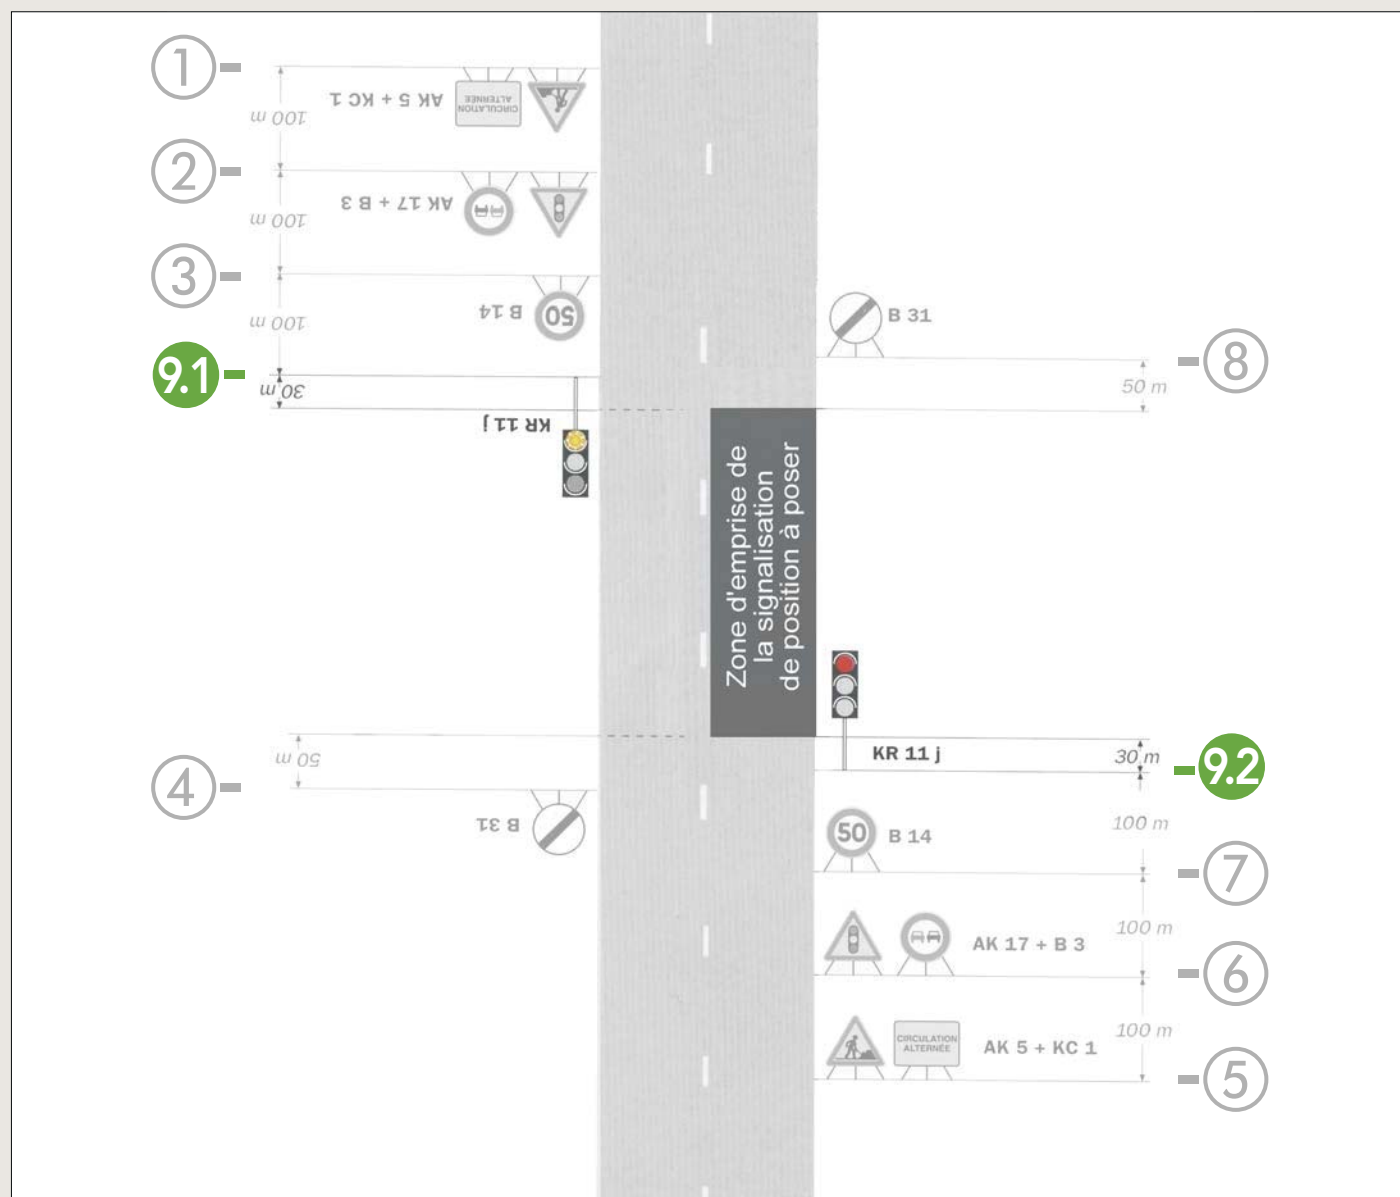 1
AK 5 + KC 1
CIRCULATION
ALTERNÉE
100 m
2
AK 17 + B 3
100 m
3
B 14
50
100 m
9.1
30 m
KR 11 j
B 31
8
50 m
Zone d'emprise de
la signalisation
de position à poser
4
50 m
B 31
KR 11 j
30 m
9.2
50
B 14
100 m
7
AK 17 + B 3
100 m
6
CIRCULATION
ALTERNÉE
AK 5 + KC 1
100 m
5